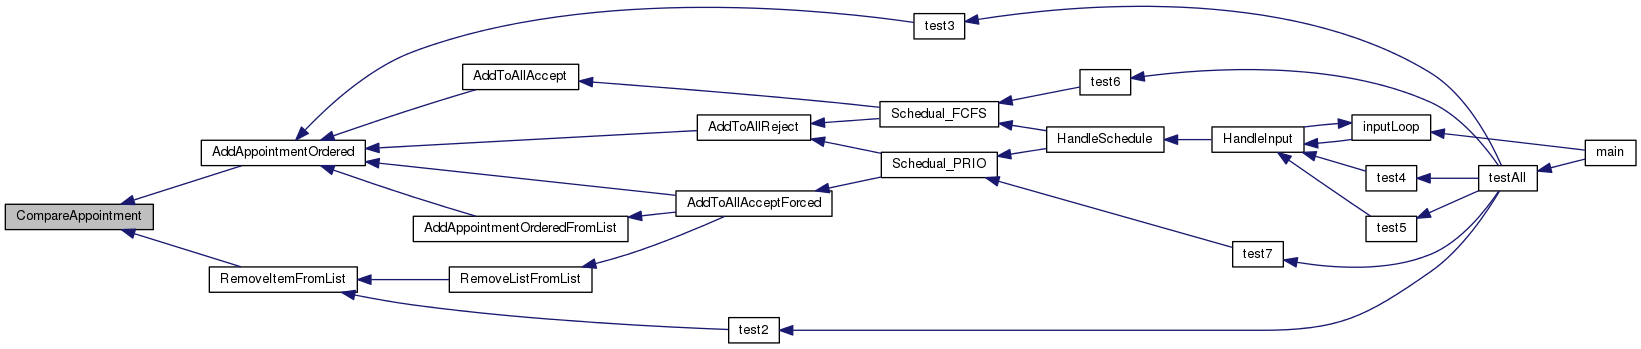 test3
AddToAllAccept
test6
Schedual_FCFS
AddToAllReject
inputLoop
HandleSchedule
HandleInput
AddAppointmentOrdered
main
Schedual_PRIO
test4
testAll
AddToAllAcceptForced
CompareAppointment
AddAppointmentOrderedFromList
test5
test7
RemoveItemFromList
RemoveListFromList
test2